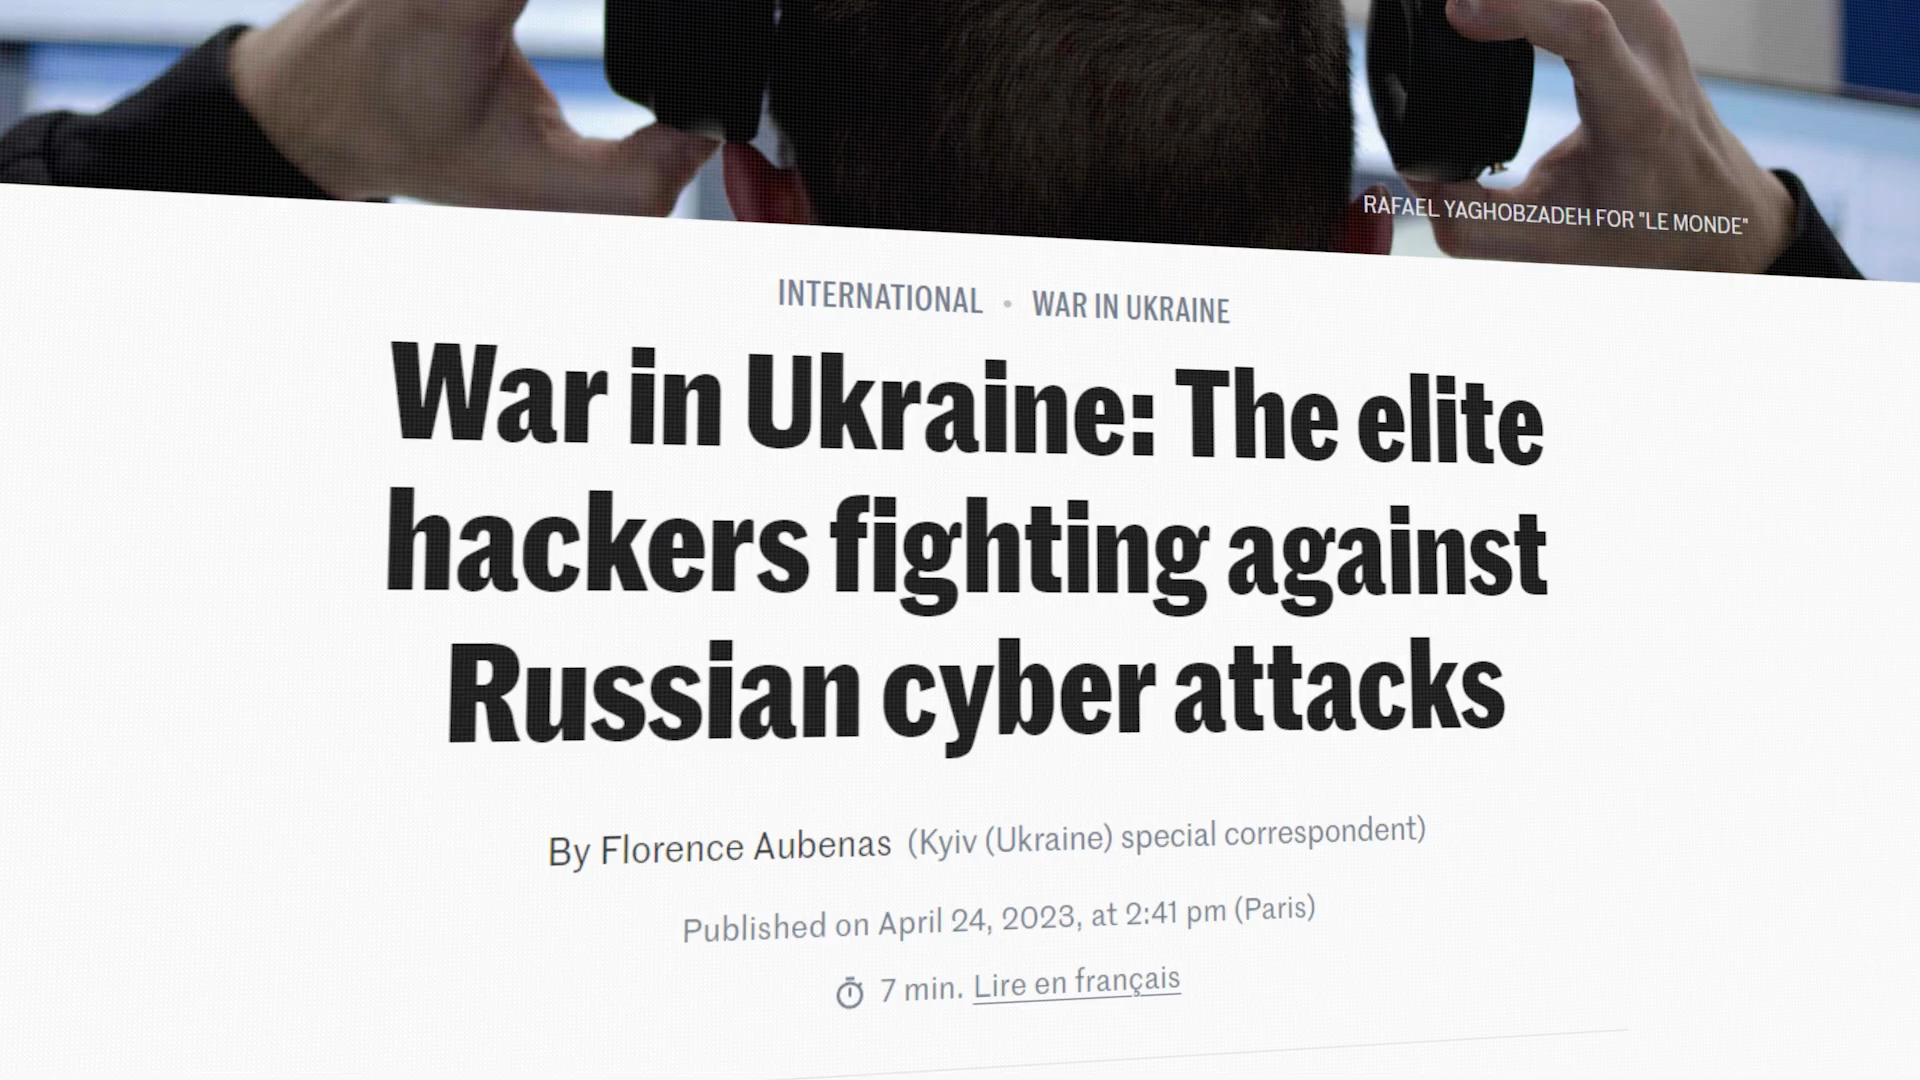 RAFAEL YAGHOBZADEH FOR "LE MONDE"
INTERNATIONAL • WAR IN UKRAINE
War in Ukraine: The elite
hackers fighting against
Russian cyber attacks
By Florence Aubenas (Kyiv (Ukraine) special correspondent)
Published on April 24, 2023, at 2:41 pm (Paris)
7 min. Lire en français